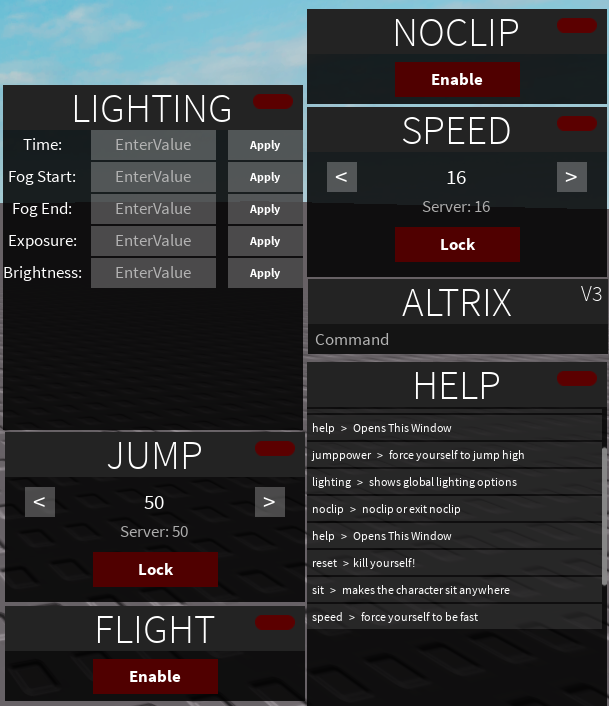 LIGHTING
Time: EnterValue Apply
Fog Start: EnterValue Apply
Fog End: EnterValue Apply
Exposure: EnterValue Apply
Brightness: EnterValue Apply
JUMP
< 50 >
Server: 50
Lock
FLIGHT
Enable
NOCLIP
Enable
SPEED
< 16 >
Server: 16
Lock
ALTRIX V3
Command
HELP
help > Opens This Window
jumppower > force yourself to jump high
lighting > shows global lighting options
noclip > noclip or exit noclip
help > Opens This Window
reset > kill yourself!
sit > makes the character sit anywhere
speed > force yourself to be fast